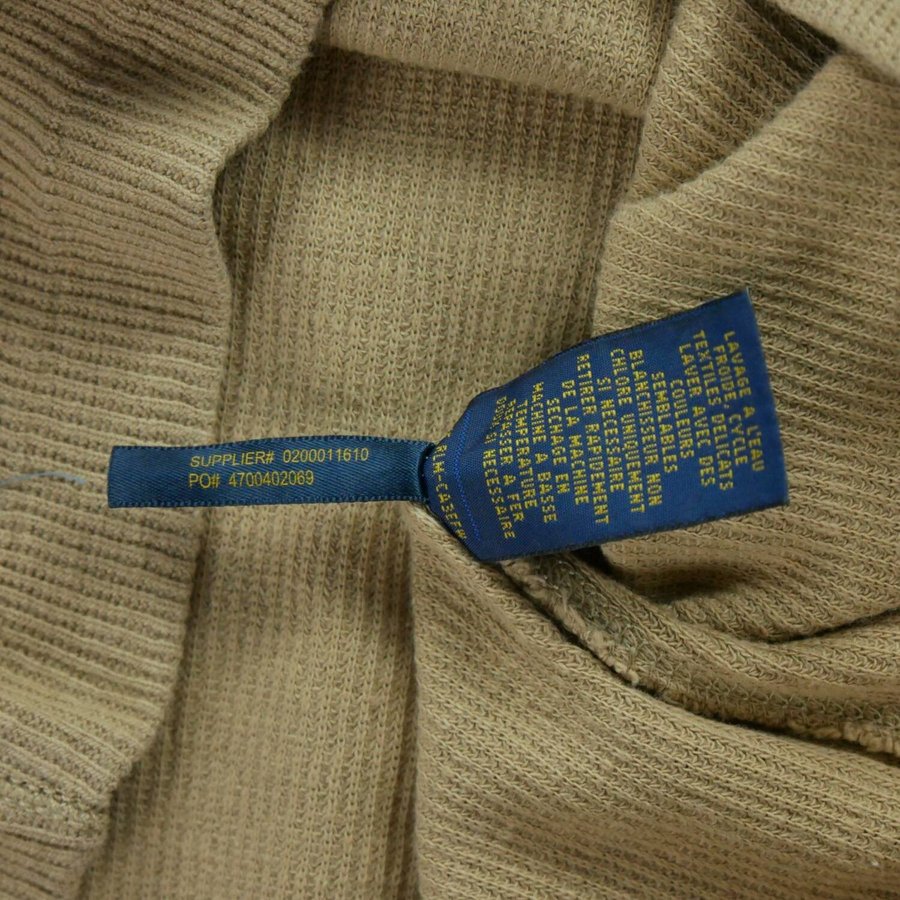 SUPPLIER# 0200011610
PO# 4700402069
LAVAGE A L'EAU
FROIDE, CYCLE
TEXTILES, DELICATS
LAVER AVEC DES
COULEURS
SEMBLABLES
BLANCHISSEUR NON
CHLORE UNIQUEMENT
SI NECESSAIRE
RETIRER RAPIDEMENT
DE LA MACHINE
SECHAGE EN
MACHINE A BASE
TEMPERATURE
REPASSER A FER
DOUX SI NECESSAIRE